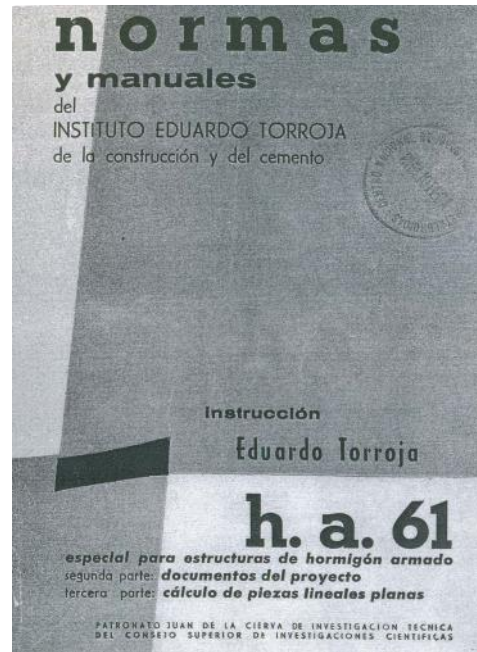 normas
y manuales
del
INSTITUTO EDUARDO TORROJA
de la construcción y del cemento
instrucción
Eduardo Torroja
h. a. 61
especial para estructuras de hormigón armado
segunda parte: documentos del proyecto
tercera parte: cálculo de piezas lineales planas
PATRONATO JUAN DE LA CIERVA DE INVESTIGACION TECNICA
DEL CONSEJO SUPERIOR DE INVESTIGACIONES CIENTIFICAS